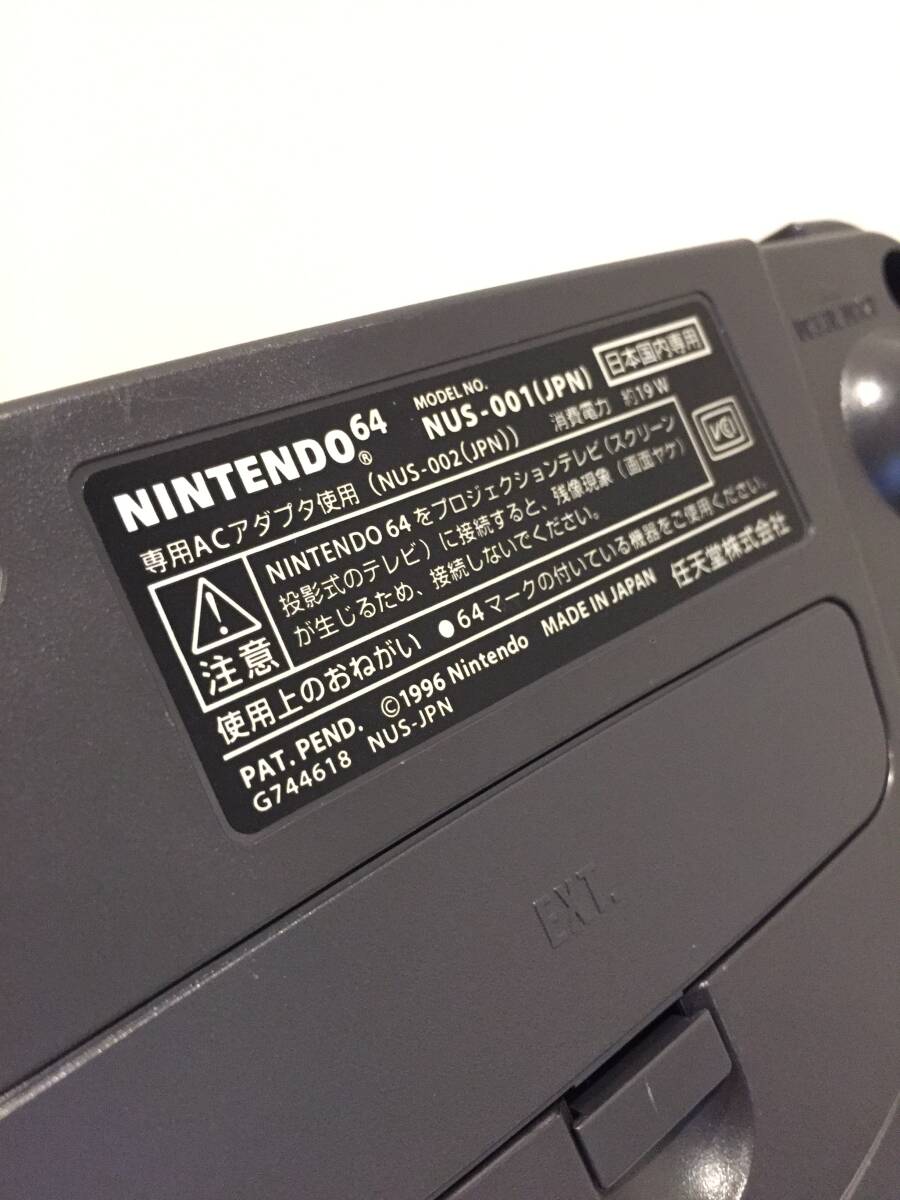 NINTENDO64®
MODEL NO.
NUS-001(JPN)
日本国内専用
専用ACアダプタ使用（NUS-002(JPN)）
消費電力 約19W
注意
NINTENDO 64をプロジェクションテレビ（スクリーン
投影式のテレビ）に接続すると、残像現象（画面ヤケ）
が生じるため、接続しないでください。
VCI
使用上のおねがい ●64マークの付いている機器をご使用ください.
PAT. PEND. ©1996 Nintendo MADE IN JAPAN 任天堂株式会社
G744618 NUS-JPN
EXT.